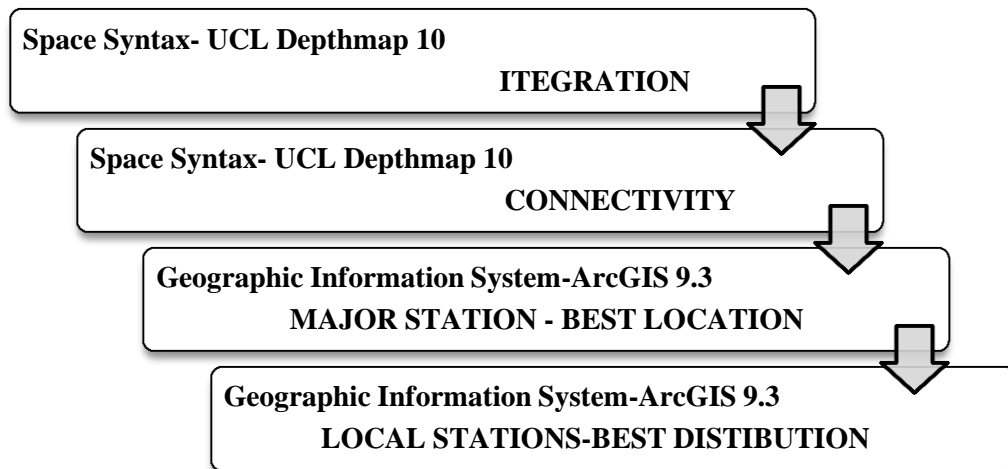 Space Syntax- UCL Depthmap 10
ITEGRATION
Space Syntax- UCL Depthmap 10
CONNECTIVITY
Geographic Information System-ArcGIS 9.3
MAJOR STATION - BEST LOCATION
Geographic Information System-ArcGIS 9.3
LOCAL STATIONS-BEST DISTIBUTION